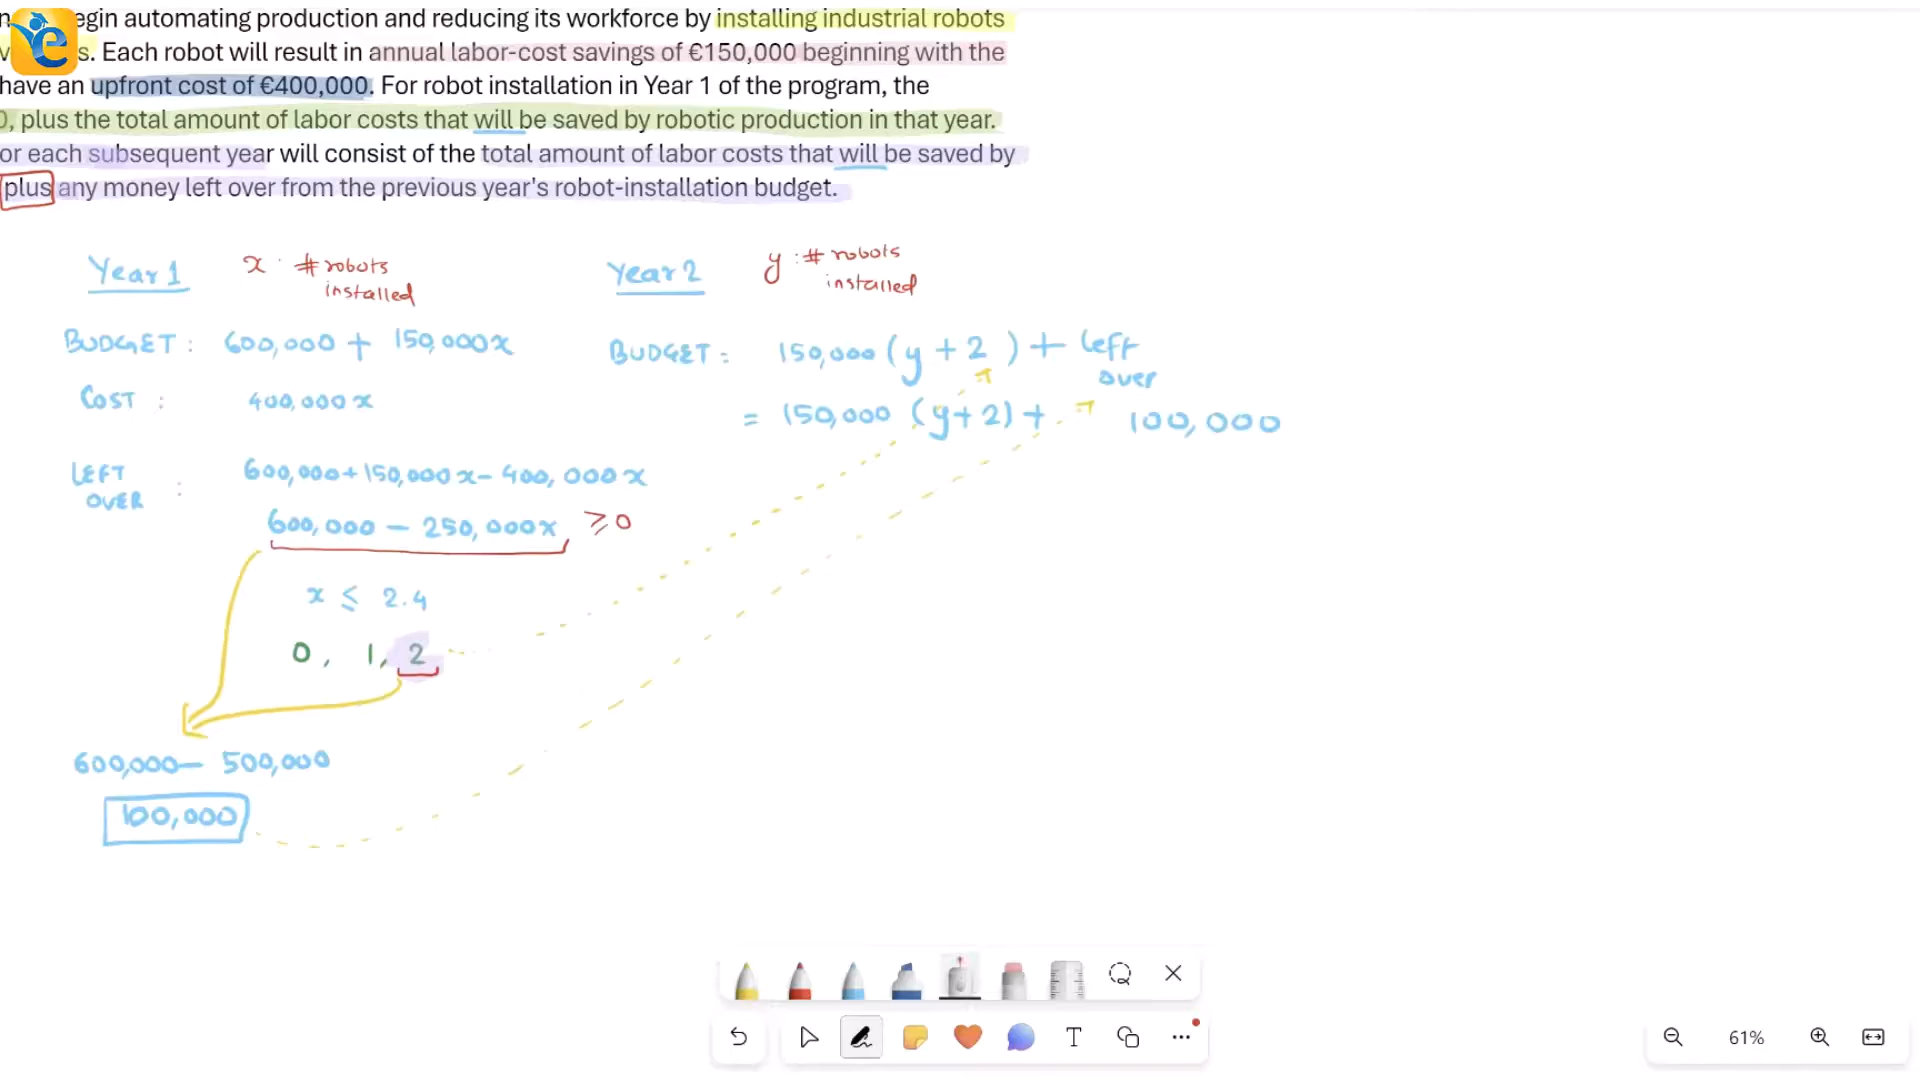 egin automating production and reducing its workforce by installing industrial robots
s. Each robot will result in annual labor-cost savings of €150,000 beginning with the
have an upfront cost of €400,000. For robot installation in Year 1 of the program, the
0, plus the total amount of labor costs that will be saved by robotic production in that year.
or each subsequent year will consist of the total amount of labor costs that will be saved by
plus any money left over from the previous year's robot-installation budget.
Year 1 x : # robots installed
BUDGET : 600,000 + 150,000x
COST : 400,000x
LEFT OVER : 600,000+150,000x - 400,000x
600,000 - 250,000x ≥0
x ≤ 2.4
0, 1, 2
600,000 - 500,000
100,000
Year 2 y : # robots installed
BUDGET : 150,000 (y + 2) + left over
= 150,000 (y+2) + 100,000
61%